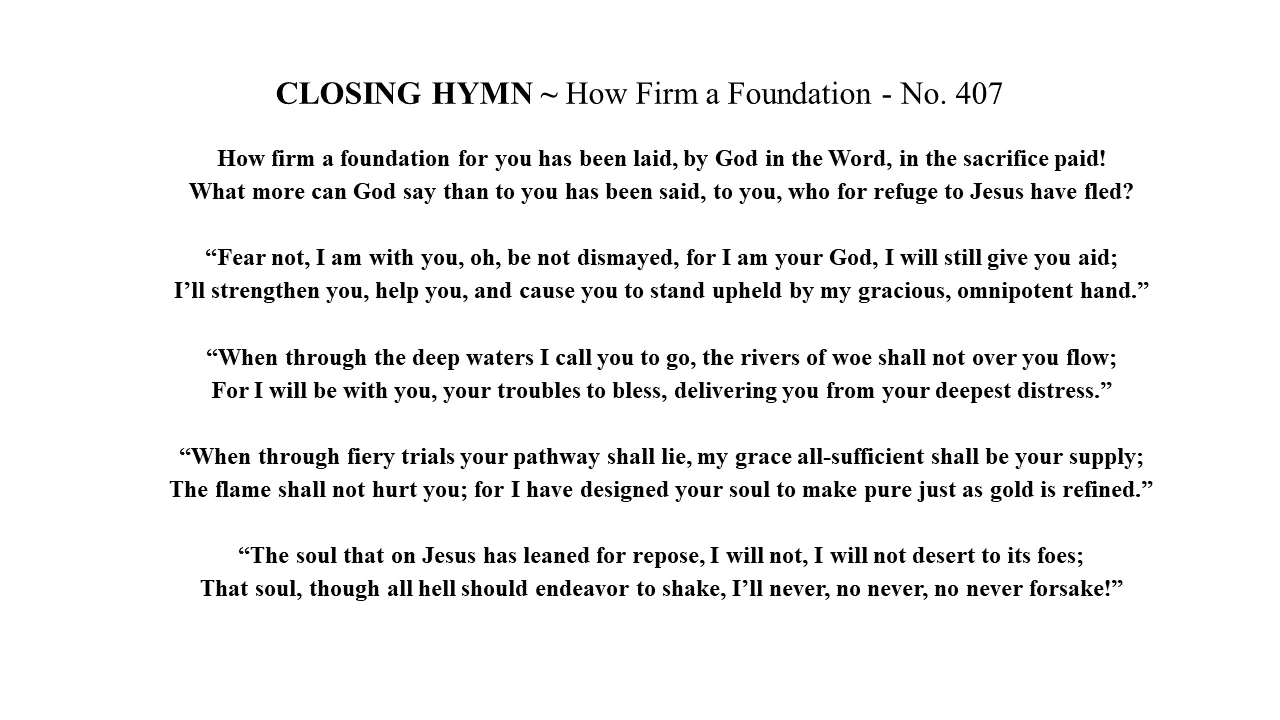 CLOSING HYMN ~ How Firm a Foundation - No. 407
How firm a foundation for you has been laid, by God in the Word, in the sacrifice paid!
What more can God say than to you has been said, to you, who for refuge to Jesus have fled?
“Fear not, I am with you, oh, be not dismayed, for I am your God, I will still give you aid;
I’ll strengthen you, help you, and cause you to stand upheld by my gracious, omnipotent hand.”
“When through the deep waters I call you to go, the rivers of woe shall not over you flow;
For I will be with you, your troubles to bless, delivering you from your deepest distress.”
“When through fiery trials your pathway shall lie, my grace all-sufficient shall be your supply;
The flame shall not hurt you; for I have designed your soul to make pure just as gold is refined.”
“The soul that on Jesus has leaned for repose, I will not, I will not desert to its foes;
That soul, though all hell should endeavor to shake, I’ll never, no never, no never forsake!”